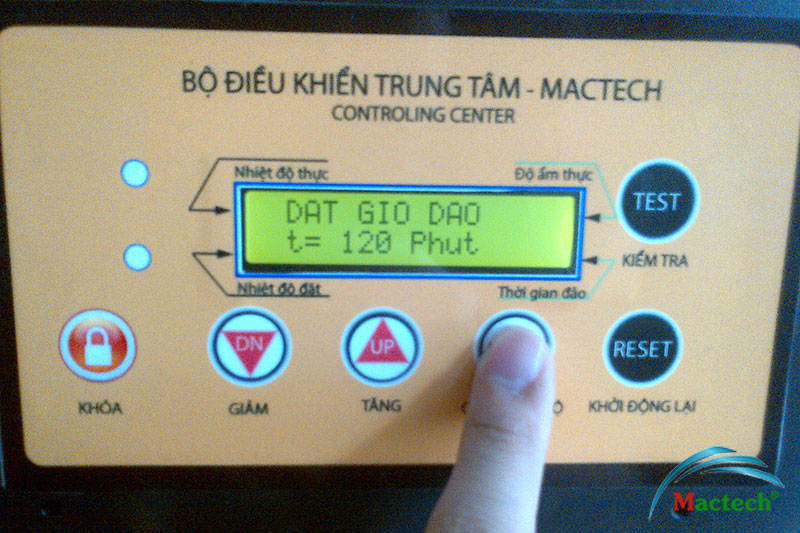 BỘ ĐIỀU KHIỂN TRUNG TÂM - MACTECH
CONTROLING CENTER
Nhiệt độ thực
Độ ẩm thực
DAT GIO DAO
t= 120 Phut
TEST
KIỂM TRA
Nhiệt độ đặt
Thời gian đảo
DN
UP
RESET
KHÓA
GIẢM
TĂNG
KHỞI ĐỘNG LẠI
Mactech®